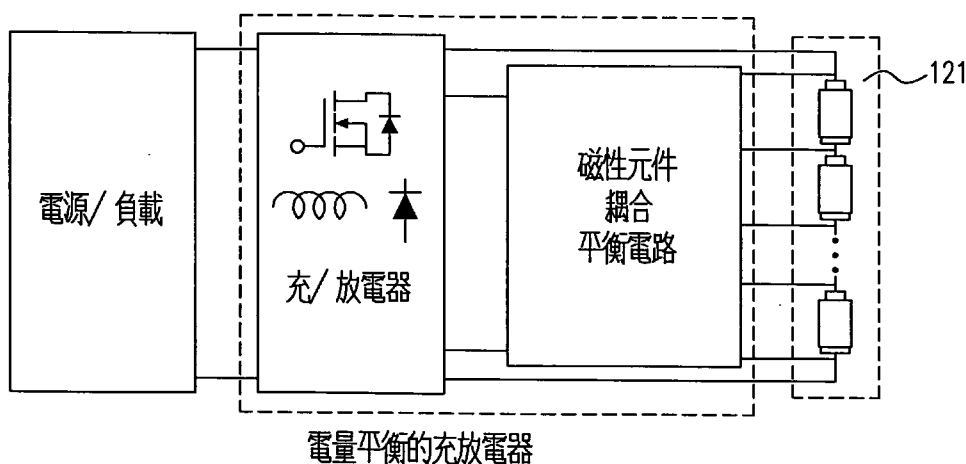 121
電源/負載
充/放電器
磁性元件
耦合
平衡電路
電量平衡的充放電器